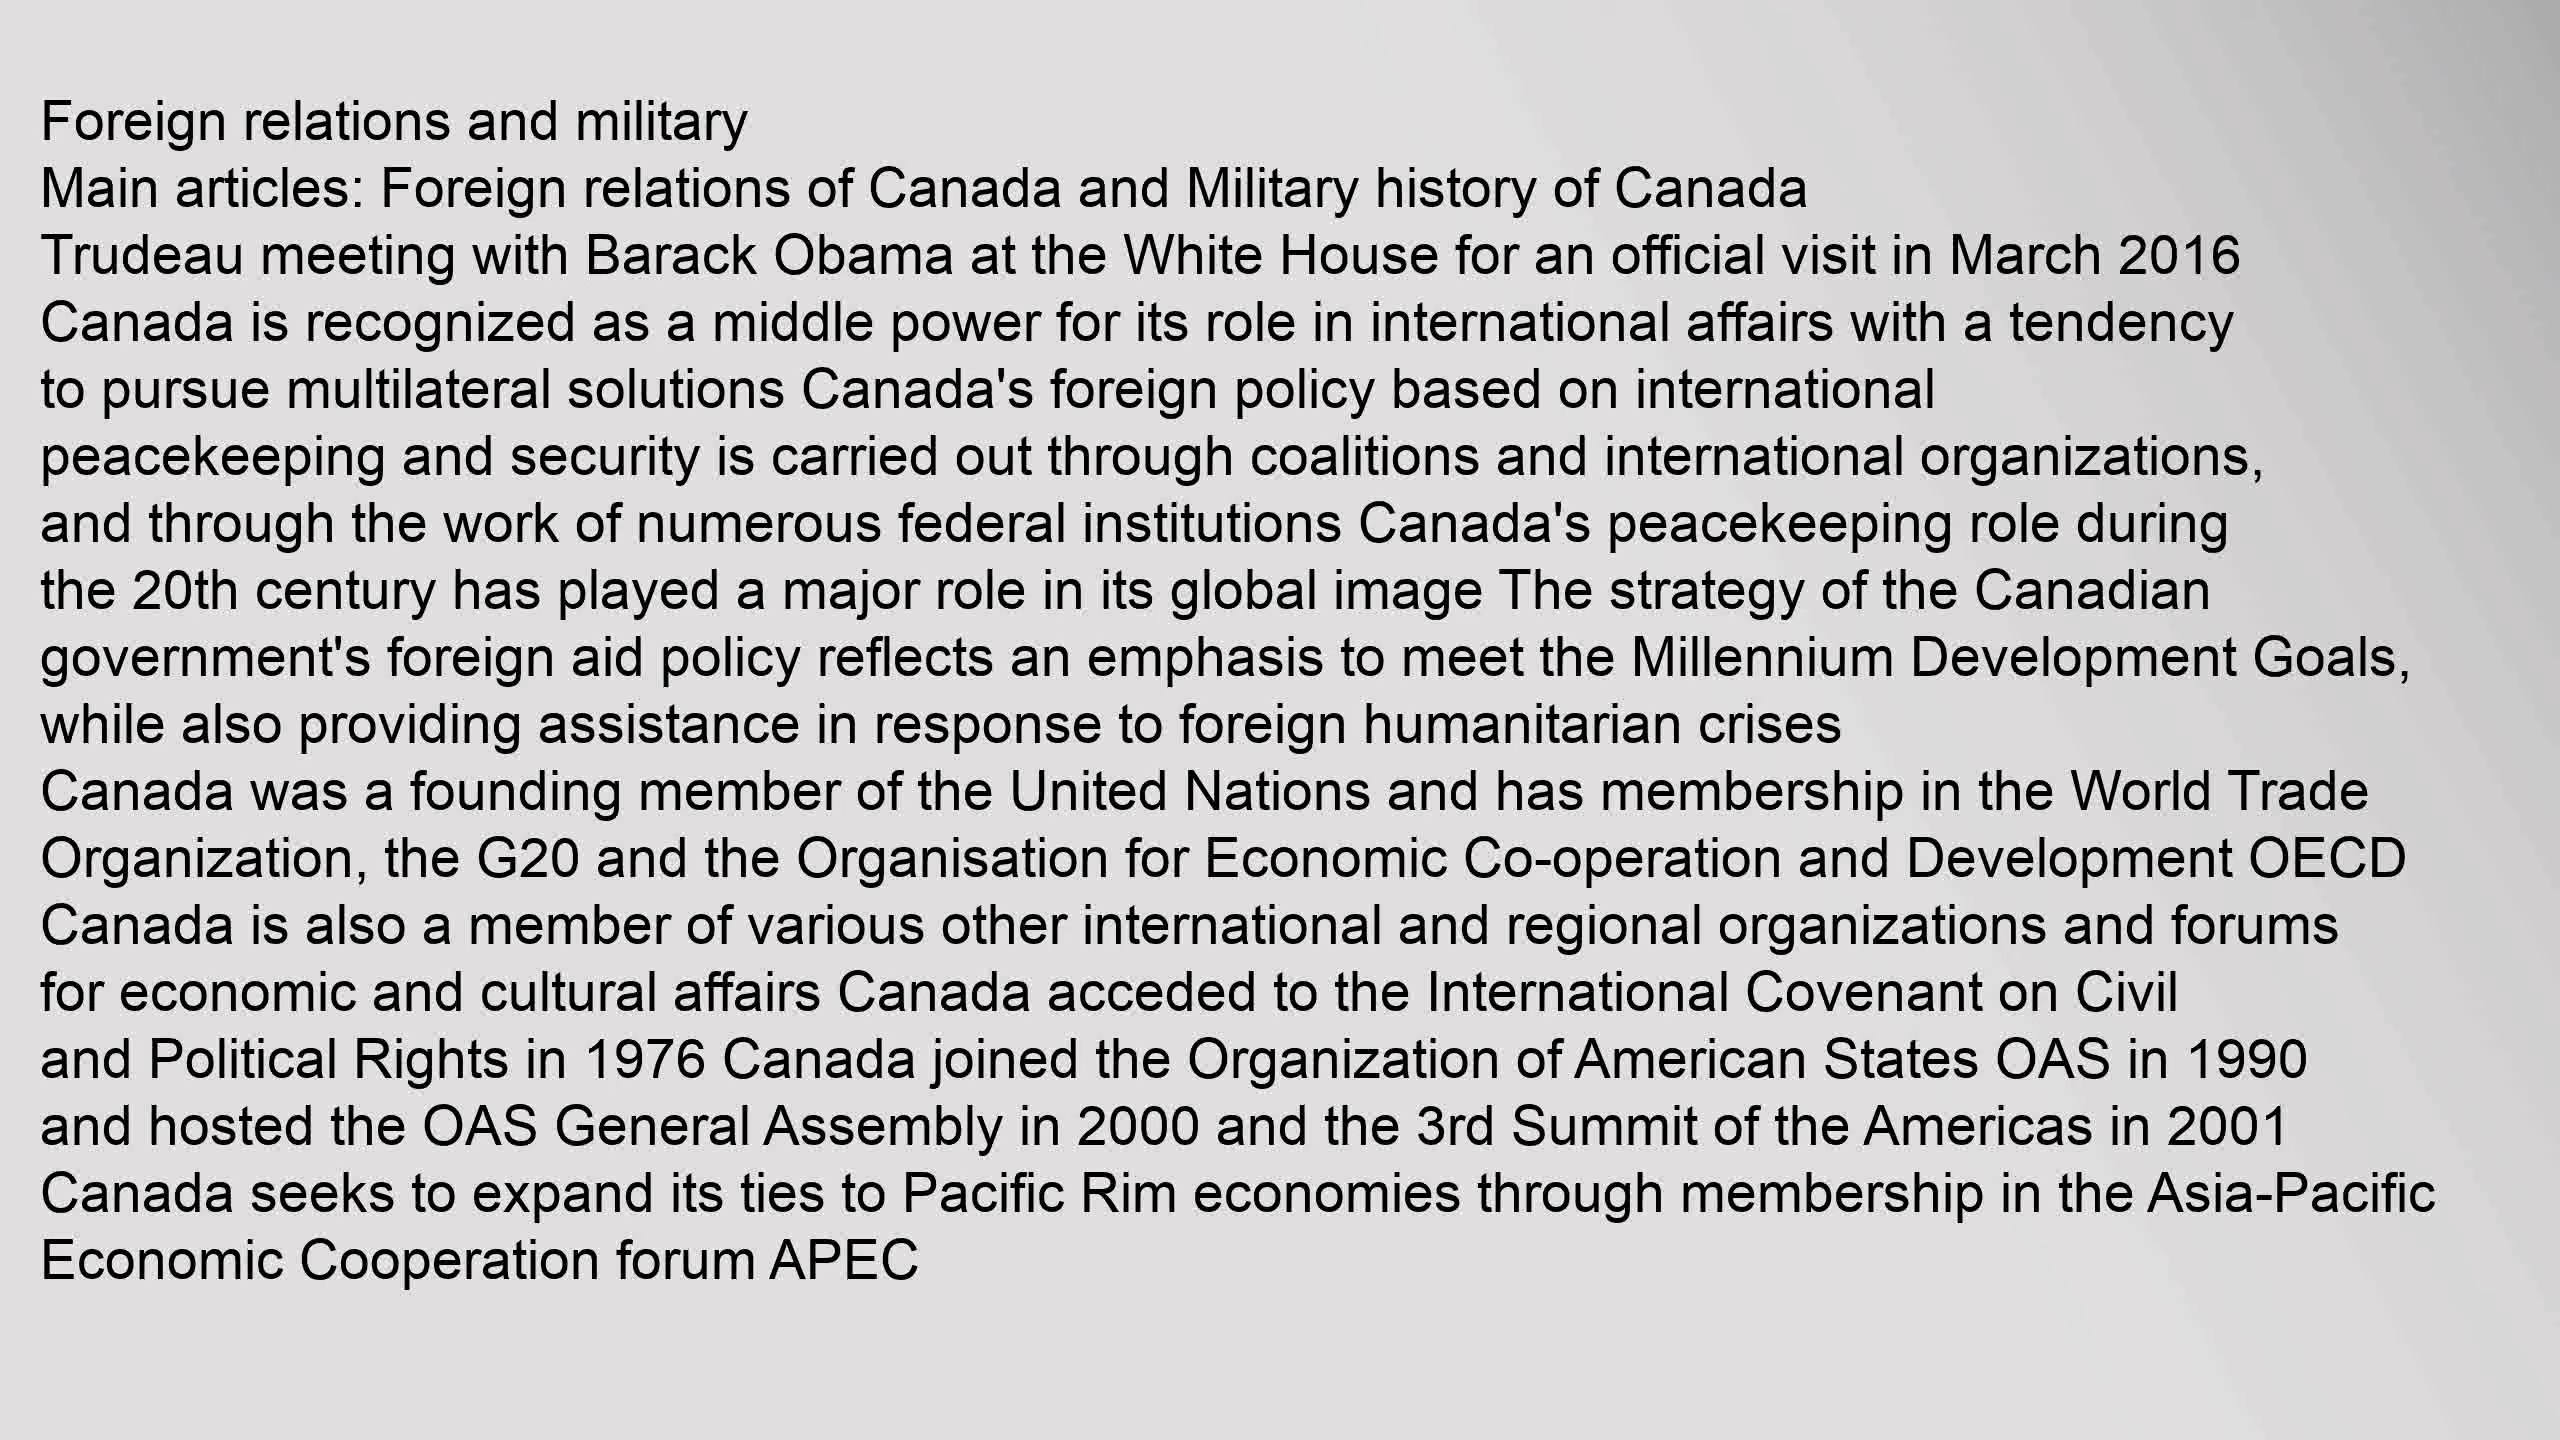 Foreign relations and military
Main articles: Foreign relations of Canada and Military history of Canada
Trudeau meeting with Barack Obama at the White House for an official visit in March 2016
Canada is recognized as a middle power for its role in international affairs with a tendency
to pursue multilateral solutions Canada's foreign policy based on international
peacekeeping and security is carried out through coalitions and international organizations,
and through the work of numerous federal institutions Canada's peacekeeping role during
the 20th century has played a major role in its global image The strategy of the Canadian
government's foreign aid policy reflects an emphasis to meet the Millennium Development Goals,
while also providing assistance in response to foreign humanitarian crises
Canada was a founding member of the United Nations and has membership in the World Trade
Organization, the G20 and the Organisation for Economic Co-operation and Development OECD
Canada is also a member of various other international and regional organizations and forums
for economic and cultural affairs Canada acceded to the International Covenant on Civil
and Political Rights in 1976 Canada joined the Organization of American States OAS in 1990
and hosted the OAS General Assembly in 2000 and the 3rd Summit of the Americas in 2001
Canada seeks to expand its ties to Pacific Rim economies through membership in the Asia-Pacific
Economic Cooperation forum APEC